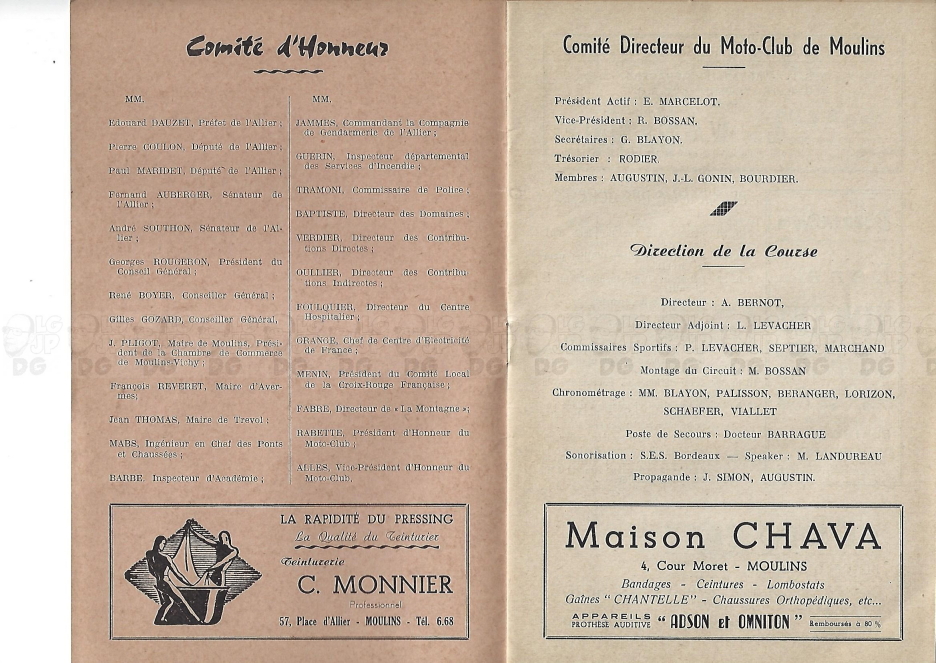 Comité d'Honneur
MM.
Edouard DAUZET, Préfet de l'Allier ;
Pierre COULON, Député de l'Allier ;
Paul MARIDET, Député de l'Allier ;
Fernand AUBERGER, Sénateur de
l'Allier ;
André SOUTHON, Sénateur de l'Al-
lier ;
Georges ROUGERON, Président du
Conseil Général ;
René BOYER, Conseiller Général ;
Gilles GOZARD, Conseiller Général,
J. PLIGOT, Maire de Moulins, Prési-
dent de la Chambre de Commerce
de Moulins-Vichy ;
François REVERET, Maire d'Aver-
mes;
Jean THOMAS, Maire de Trevol ;
MABS, Ingénieur en Chef des Ponts
et Chaussées ;
BARBE, Inspecteur d'Académie ;
MM.
JAMMES, Commandant la Compagnie
de Gendarmerie de l'Allier ;
GUERIN, Inspecteur départemental
des Services d'Incendie ;
TRAMONI, Commissaire de Police ;
BAPTISTE, Directeur des Domaines ;
VERDIER, Directeur des Contribu-
tions Directes ;
OULLIER, Directeur des Contribu
tions Indirectes ;
FOULQUIER, Directeur du Centre
Hospitalier ;
GRANGE, Chef de Centre d'Electricité
de France ;
MENIN, Président du Comité Local
de la Croix-Rouge Française ;
FABRE, Directeur de « La Montagne »;
RABETTE, Président d'Honneur du
Moto-Club ;
ALLES, Vice-Président d'Honneur du
Moto-Club.
LA RAPIDITÉ DU PRESSING
La Qualité du Teinturier
Teinturerie
C. MONNIER
Professionnel
57, Place d'Allier - MOULINS - Tél. 6.68
Comité Directeur du Moto-Club de Moulins
Président Actif : E. MARCELOT.
Vice-Président : R. BOSSAN.
Secrétaires : G. BLAYON.
Trésorier : RODIER.
Membres : AUGUSTIN, J.-L. GONIN, BOURDIER.
Direction de la Course
Directeur : A. BERNOT,
Directeur Adjoint : L. LEVACHER
Commissaires Sportifs : P. LEVACHER, SEPTIER, MARCHAND
Montage du Circuit : M. BOSSAN
Chronométrage : MM. BLAYON, PALISSON, BERANGER, LORIZON,
SCHAEFER, VIALLET
Poste de Secours : Docteur BARRAGUE
Sonorisation : S.E.S. Bordeaux — Speaker : M. LANDUREAU
Propagande : J. SIMON, AUGUSTIN.
Maison CHAVA
4, Cour Moret - MOULINS
Bandages - Ceintures - Lombostats
Gaînes "CHANTELLE" - Chaussures Orthopédiques, etc...
APPAREILS
PROTHÈSE AUDITIVE "ADSON et OMNITON" Remboursés à 80 %